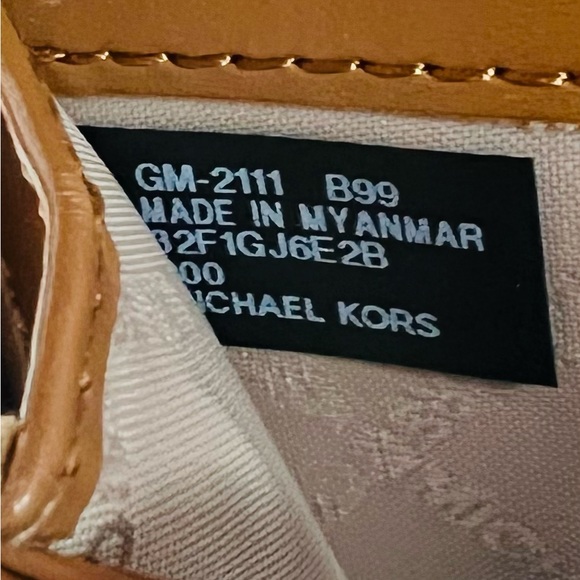 GM-2111 B99
MADE IN MYANMAR
32F1GJ6E2B
00
MICHAEL KORS